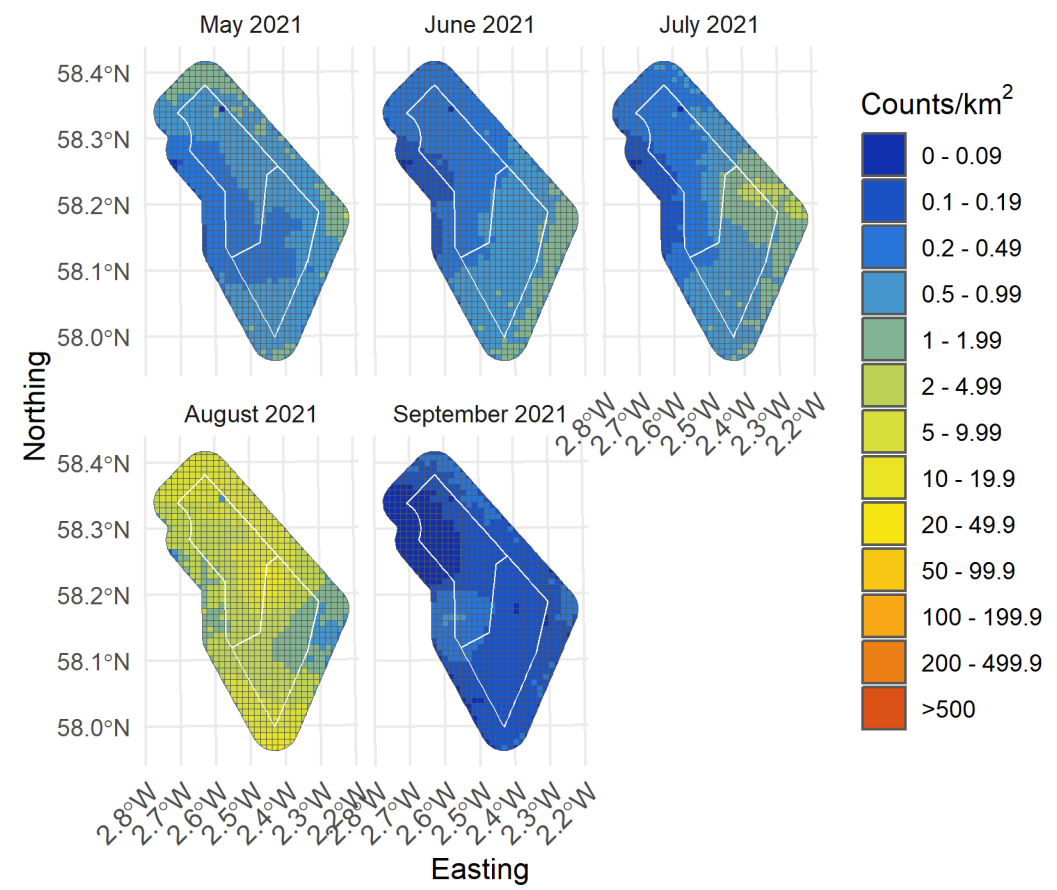 May 2021
June 2021
July 2021
58.4°N
58.3°N
58.2°N
58.1°N
58.0°N
2.8°W
2.7°W
2.6°W
2.5°W
2.4°W
2.3°W
2.2°W
August 2021
September 2021
58.4°N
58.3°N
58.2°N
58.1°N
58.0°N
2.8°W
2.7°W
2.6°W
2.5°W
2.4°W
2.3°W
2.2°W
2.8°W
2.7°W
2.6°W
2.5°W
2.4°W
2.3°W
2.2°W
Northing
Easting
Counts/km²
0 - 0.09
0.1 - 0.19
0.2 - 0.49
0.5 - 0.99
1 - 1.99
2 - 4.99
5 - 9.99
10 - 19.9
20 - 49.9
50 - 99.9
100 - 199.9
200 - 499.9
>500